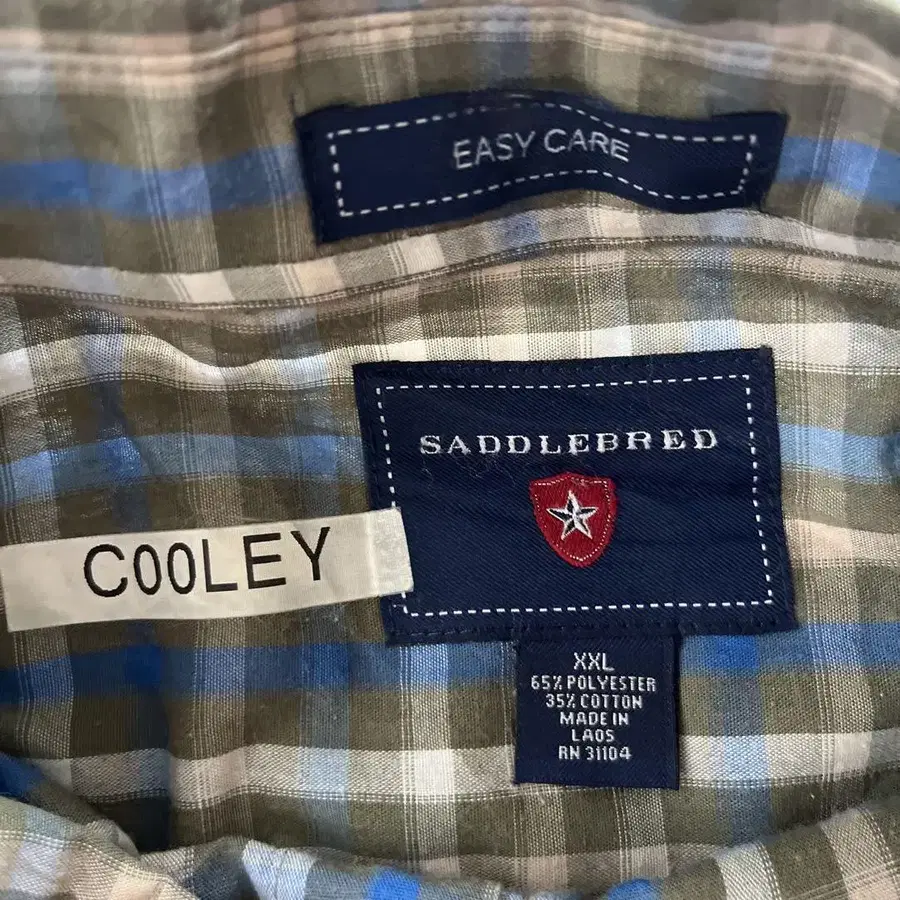 EASY CARE
SADDLEBRED
COOLEY
XXL
65% POLYESTER
35% COTTON
MADE IN
LAOS
RN 31104